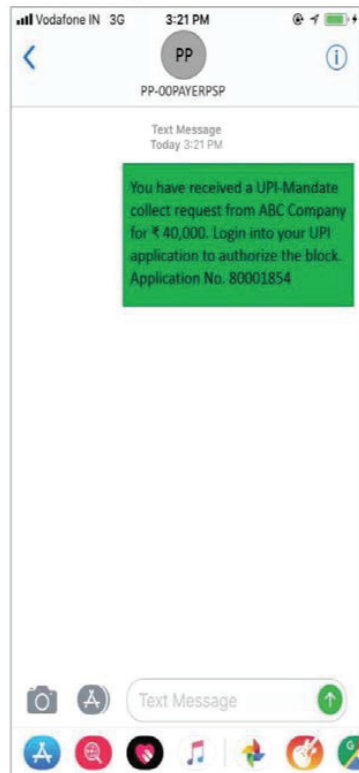 Vodafone IN 3G 3:21 PM
PP
PP-00PAYERPSP
Text Message
Today 3:21 PM
You have received a UPI-Mandate
collect request from ABC Company
for ₹ 40,000. Login into your UPI
application to authorize the block.
Application No. 80001854
Text Message